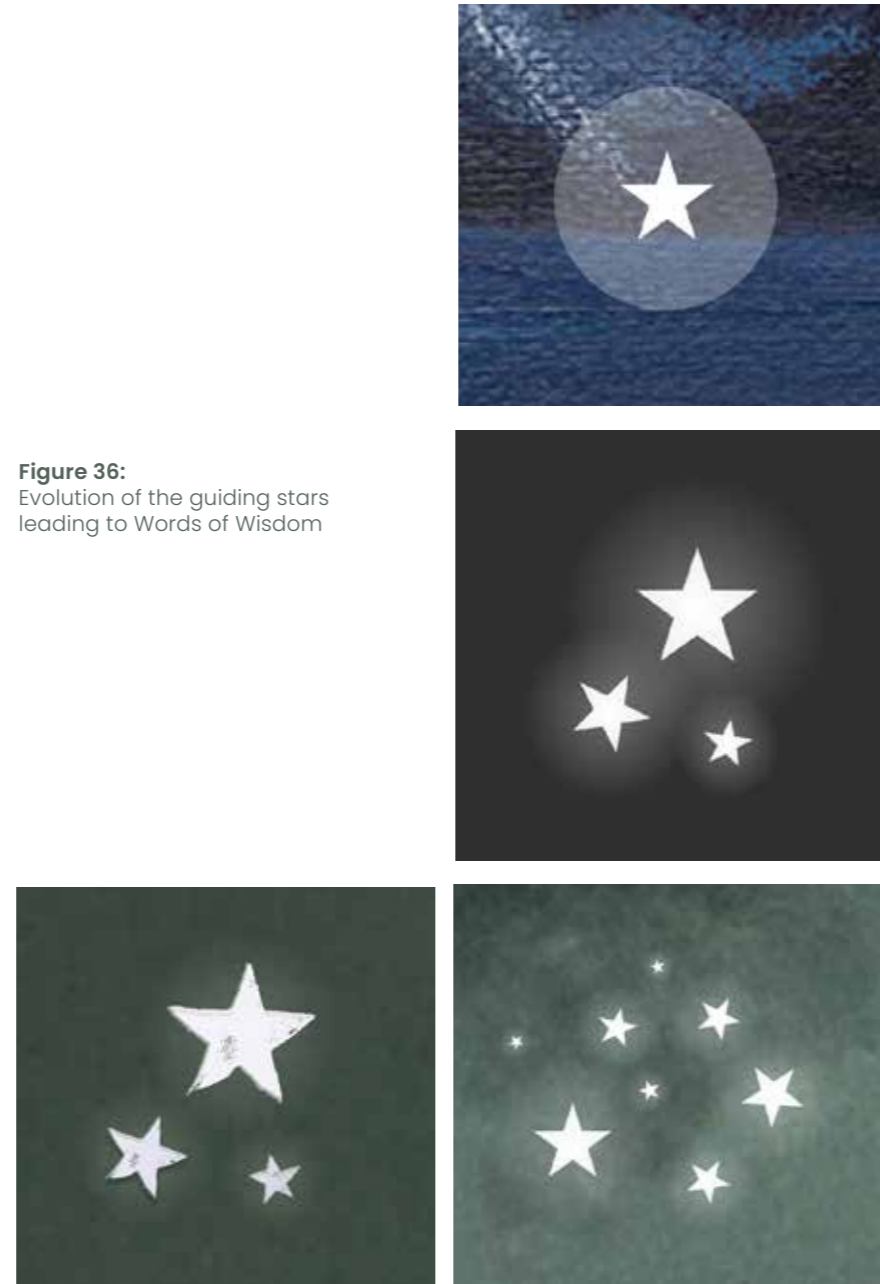 Figure 36:
Evolution of the guiding stars
leading to Words of Wisdom